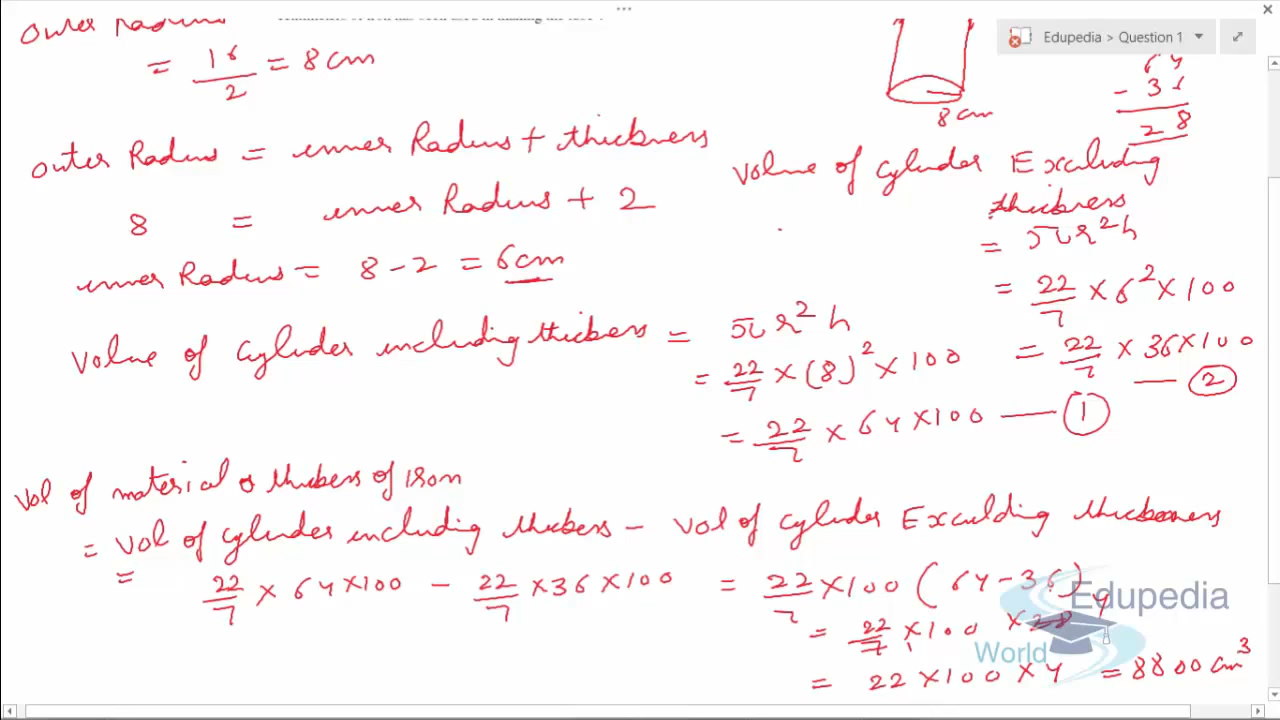 outer Radius
= 16/2 = 8 cm
8 cm
Edupedia > Question 1
64
- 36
28
outer Radius = inner Radius + thickness
8 = inner Radius + 2
inner Radius = 8 - 2 = 6cm
Volume of cylinder including thickness = πr²h
= 22/7 × (8)² × 100
= 22/7 × 64 × 100 — ①
Volume of cylinder Exculding
thickness
= πr²h
= 22/7 × 6² × 100
= 22/7 × 36 × 100
— ②
Vol of material & thickness of Iron
= Vol of cylinder including thickness - Vol of cylinder Exculding thickness
= 22/7 × 64 × 100 - 22/7 × 36 × 100 = 22/7 × 100 (64 - 36)
= 22/7 × 100 × 28 4
= 22 × 100 × 4 = 8800 cm³
Edupedia
World